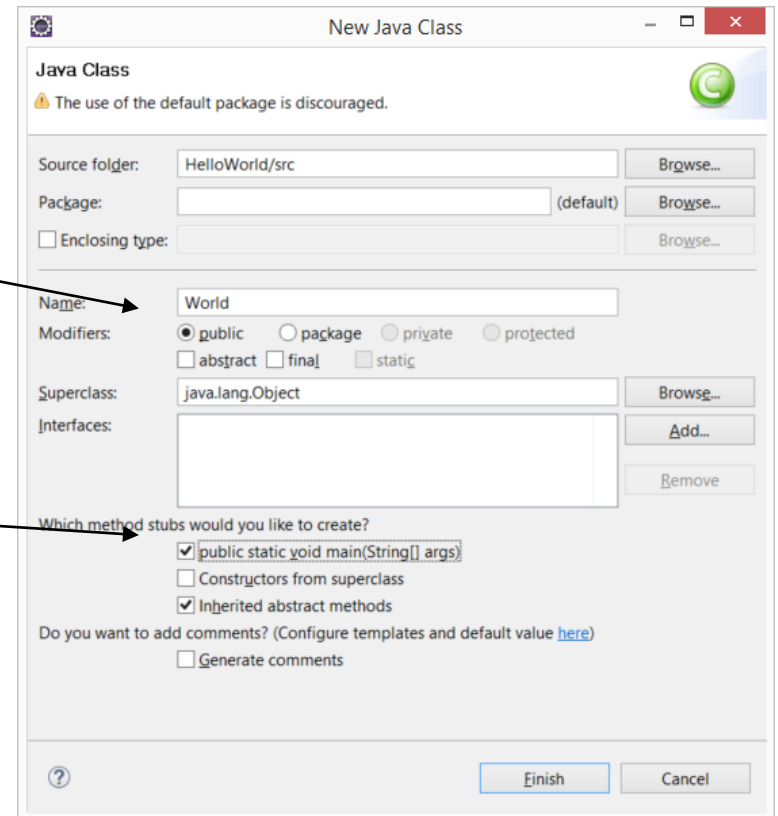 New Java Class
Java Class
The use of the default package is discouraged.
Source folder: HelloWorld/src Browse...
Package: (default) Browse...
Enclosing type: Browse...
Name: World
Modifiers: public package private protected
abstract final static
Superclass: java.lang.Object Browse...
Interfaces: Add...
Remove
Which method stubs would you like to create?
public static void main(String[] args)
Constructors from superclass
Inherited abstract methods
Do you want to add comments? (Configure templates and default value here)
Generate comments
? Finish Cancel